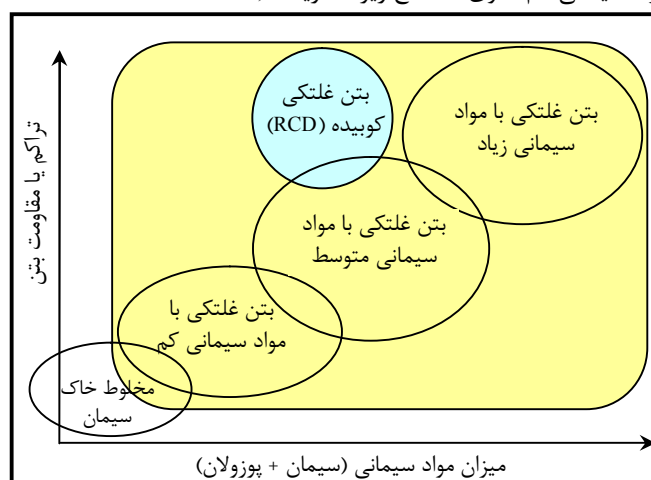 بتن غلتکی
کوبیده (RCD)
بتن غلتکی با مواد
سیمانی زیاد
بتن غلتکی با مواد
سیمانی متوسط
بتن غلتکی با
مواد سیمانی کم
مخلوط خاک
سیمان
تراکم یا مقاومت بتن
میزان مواد سیمانی (سیمان + پوزولان)